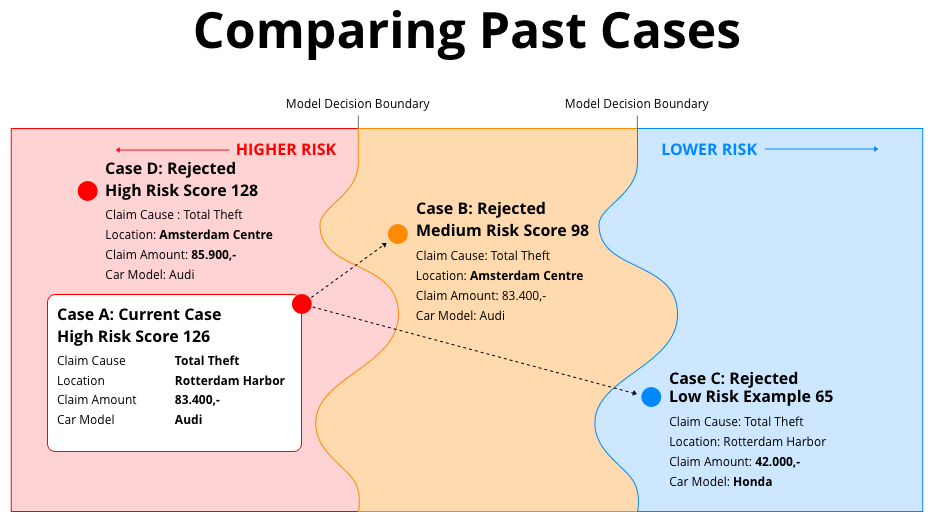 Comparing Past Cases
Model Decision Boundary
Model Decision Boundary
HIGHER RISK
LOWER RISK
Case D: Rejected
High Risk Score 128
Claim Cause : Total Theft
Location: Amsterdam Centre
Claim Amount: 85.900,-
Car Model: Audi
Case B: Rejected
Medium Risk Score 98
Claim Cause: Total Theft
Location: Amsterdam Centre
Claim Amount: 83.400,-
Car Model: Audi
Case A: Current Case
High Risk Score 126
Claim Cause Total Theft
Location Rotterdam Harbor
Claim Amount 83.400,-
Car Model Audi
Case C: Rejected
Low Risk Example 65
Claim Cause: Total Theft
Location: Rotterdam Harbor
Claim Amount: 42.000,-
Car Model: Honda